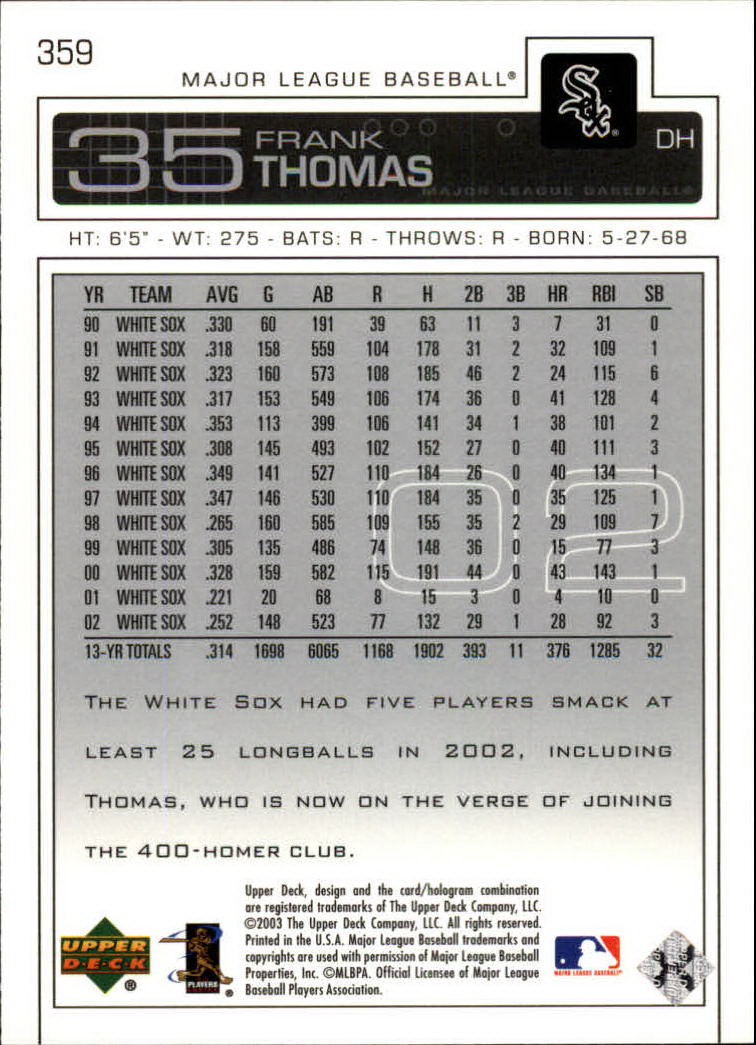 359
MAJOR LEAGUE BASEBALL®
Sox ®
35 FRANK THOMAS DH
MAJOR LEAGUE BASEBALL®
HT: 6'5" - WT: 275 - BATS: R - THROWS: R - BORN: 5-27-68
YR TEAM AVG G AB R H 2B 3B HR RBI SB
90 WHITE SOX .330 60 191 39 63 11 3 7 31 0
91 WHITE SOX .318 158 559 104 178 31 2 32 109 1
92 WHITE SOX .323 160 573 108 185 46 2 24 115 6
93 WHITE SOX .317 153 549 106 174 36 0 41 128 4
94 WHITE SOX .353 113 399 106 141 34 1 38 101 2
95 WHITE SOX .308 145 493 102 152 27 0 40 111 3
96 WHITE SOX .349 141 527 110 184 26 0 40 134 1
97 WHITE SOX .347 146 530 110 184 35 0 35 125 1
98 WHITE SOX .265 160 585 109 155 35 2 29 109 7
99 WHITE SOX .305 135 486 74 148 36 0 15 77 3
00 WHITE SOX .328 159 582 115 191 44 0 43 143 1
01 WHITE SOX .221 20 68 8 15 3 0 4 10 0
02 WHITE SOX .252 148 523 77 132 29 1 28 92 3
13-YR TOTALS .314 1698 6065 1168 1902 393 11 376 1285 32
02
THE WHITE SOX HAD FIVE PLAYERS SMACK AT
LEAST 25 LONGBALLS IN 2002, INCLUDING
THOMAS, WHO IS NOW ON THE VERGE OF JOINING
THE 400-HOMER CLUB.
Upper Deck, design and the card/hologram combination
are registered trademarks of The Upper Deck Company, LLC.
©2003 The Upper Deck Company, LLC. All rights reserved.
Printed in the U.S.A. Major League Baseball trademarks and
copyrights are used with permission of Major League Baseball
Properties, Inc. ©MLBPA. Official Licensee of Major League
Baseball Players Association.
UPPER
DECK ®
PLAYERS
®
MAJOR LEAGUE BASEBALL®